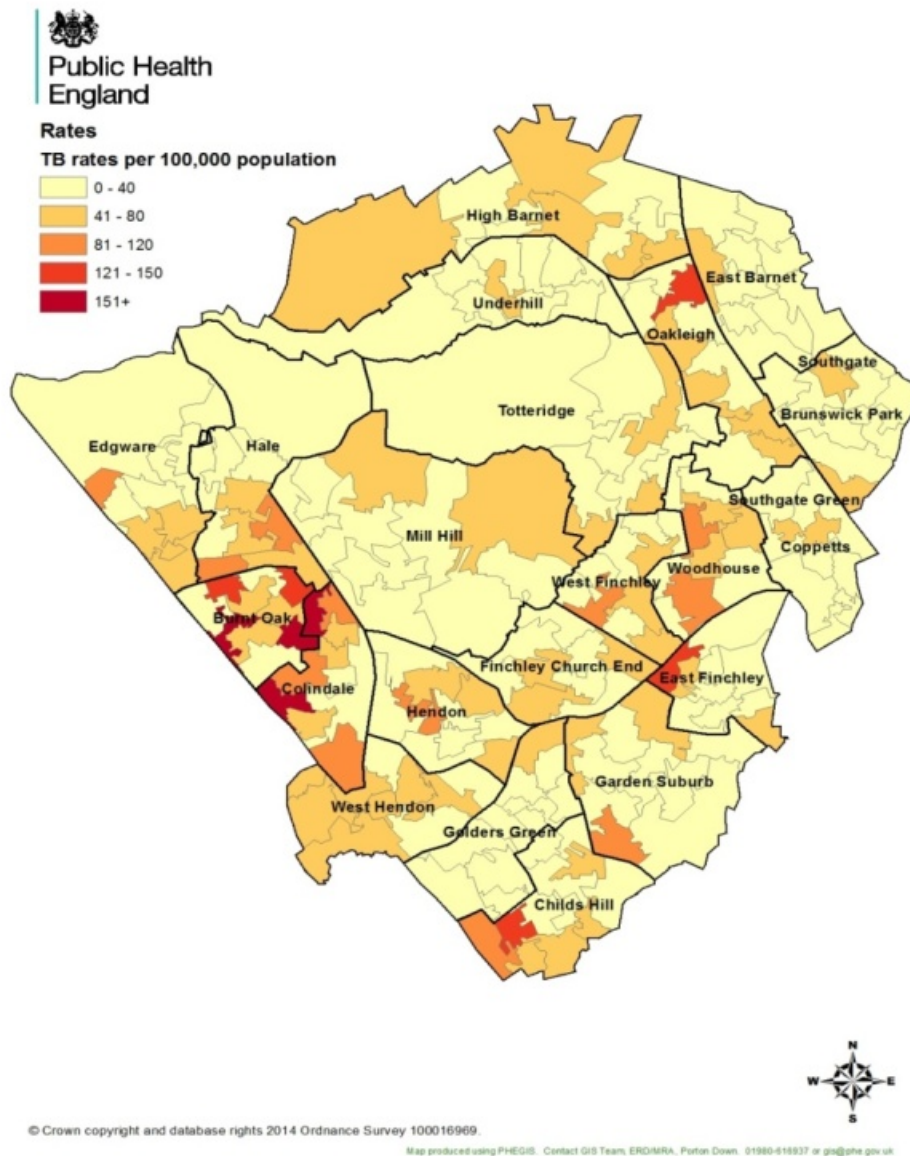 Public Health
England
Rates
TB rates per 100,000 population
0 - 40
41 - 80
81 - 120
121 - 150
151+
High Barnet
East Barnet
Underhill
Oakleigh
Southgate
Totteridge
Brunswick Park
Edgware
Hale
Southgate Green
Mill Hill
Coppetts
West Finchley
Woodhouse
Burnt Oak
Finchley Church End
East Finchley
Colindale
Hendon
Garden Suburb
West Hendon
Golders Green
Childs Hill
N
W
E
S
© Crown copyright and database rights 2014 Ordnance Survey 100016969.
Map produced using PHEGIS. Contact GIS Team, ERD/MRA, Porton Down. 01980-616937 or gis@phe.gov.uk